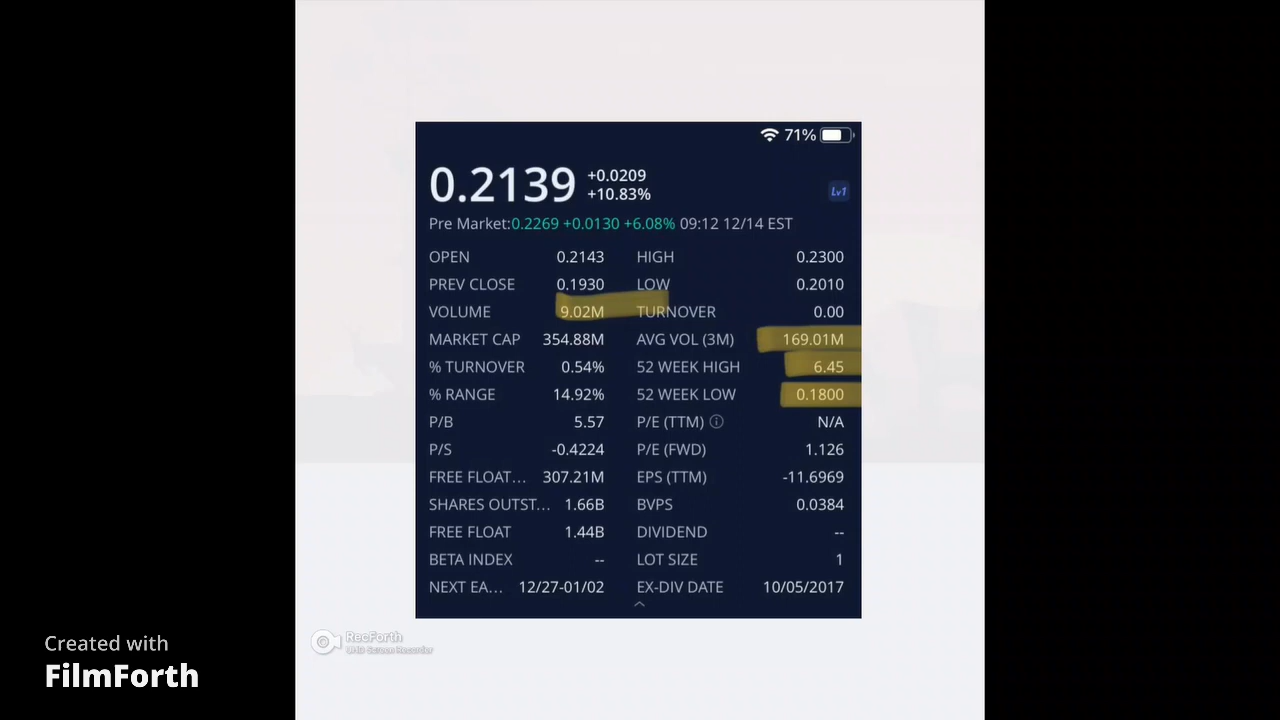 71%
0.2139 +0.0209
+10.83%
Lv1
Pre Market:0.2269 +0.0130 +6.08% 09:12 12/14 EST
OPEN 0.2143 HIGH 0.2300
PREV CLOSE 0.1930 LOW 0.2010
VOLUME 9.02M TURNOVER 0.00
MARKET CAP 354.88M AVG VOL (3M) 169.01M
% TURNOVER 0.54% 52 WEEK HIGH 6.45
% RANGE 14.92% 52 WEEK LOW 0.1800
P/B 5.57 P/E (TTM) N/A
P/S -0.4224 P/E (FWD) 1.126
FREE FLOAT... 307.21M EPS (TTM) -11.6969
SHARES OUTST... 1.66B BVPS 0.0384
FREE FLOAT 1.44B DIVIDEND --
BETA INDEX -- LOT SIZE 1
NEXT EA... 12/27-01/02 EX-DIV DATE 10/05/2017
RecForth
UHD Screen Recorder
Created with
FilmForth